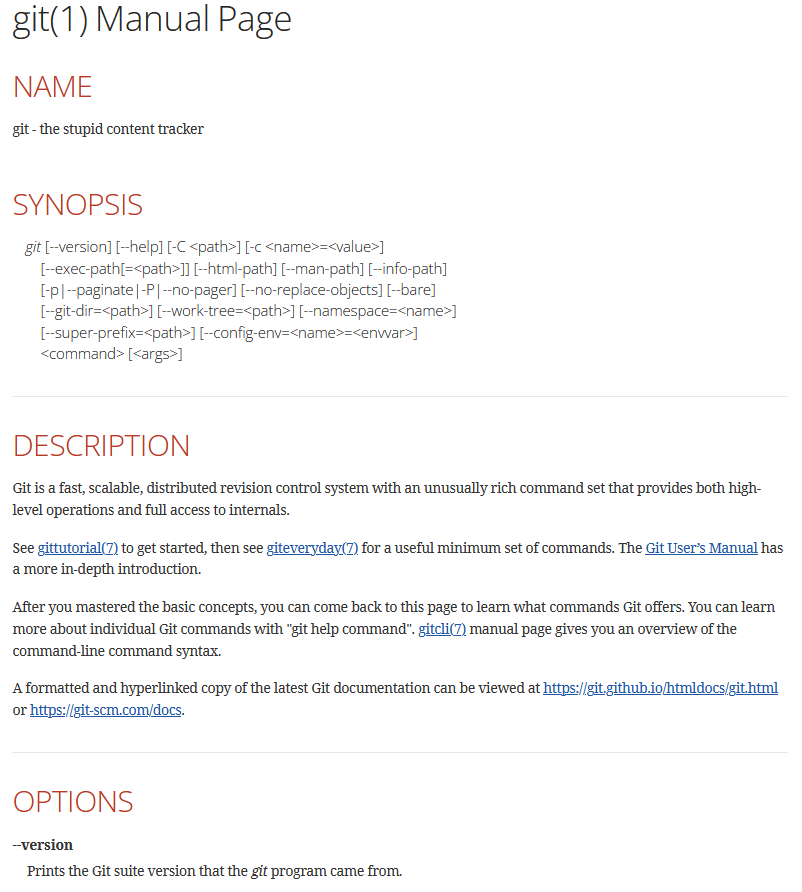 git(1) Manual Page
NAME
git - the stupid content tracker
SYNOPSIS
git [--version] [--help] [-C <path>] [-c <name>=<value>]
[--exec-path[=<path>]] [--html-path] [--man-path] [--info-path]
[-p|--paginate|-P|--no-pager] [--no-replace-objects] [--bare]
[--git-dir=<path>] [--work-tree=<path>] [--namespace=<name>]
[--super-prefix=<path>] [--config-env=<name>=<envvar>]
<command> [<args>]
DESCRIPTION
Git is a fast, scalable, distributed revision control system with an unusually rich command set that provides both high-
level operations and full access to internals.
See gittutorial(7) to get started, then see giteveryday(7) for a useful minimum set of commands. The Git User’s Manual has
a more in-depth introduction.
After you mastered the basic concepts, you can come back to this page to learn what commands Git offers. You can learn
more about individual Git commands with "git help command". gitcli(7) manual page gives you an overview of the
command-line command syntax.
A formatted and hyperlinked copy of the latest Git documentation can be viewed at https://git.github.io/htmldocs/git.html
or https://git-scm.com/docs.
OPTIONS
--version
Prints the Git suite version that the git program came from.